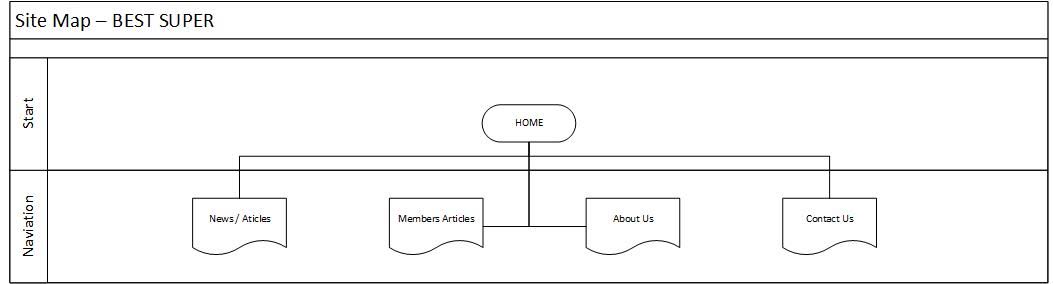 Site Map – BEST SUPER
Start
HOME
Naviation
News / Aticles
Members Articles
About Us
Contact Us